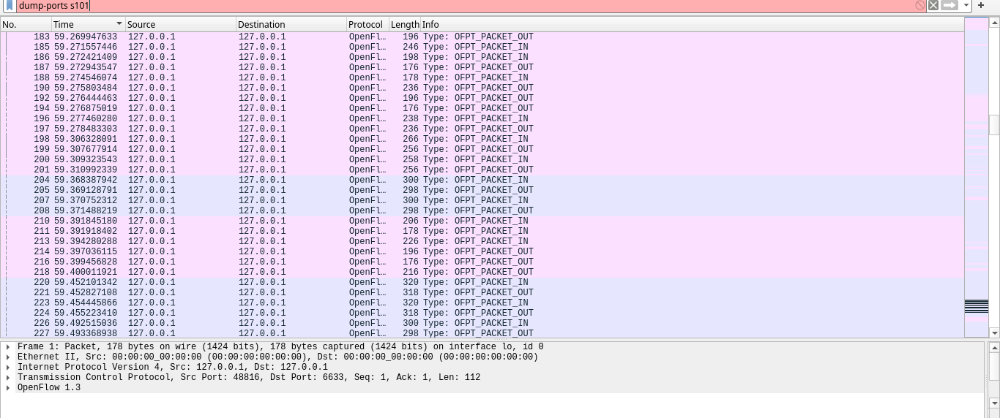 dump-ports s101
No. Time Source Destination Protocol Length Info
183 59.269947633 127.0.0.1 127.0.0.1 OpenFl… 196 Type: OFPT_PACKET_OUT
185 59.271557446 127.0.0.1 127.0.0.1 OpenFl… 246 Type: OFPT_PACKET_IN
186 59.272421409 127.0.0.1 127.0.0.1 OpenFl… 198 Type: OFPT_PACKET_IN
187 59.272943547 127.0.0.1 127.0.0.1 OpenFl… 176 Type: OFPT_PACKET_OUT
188 59.274546074 127.0.0.1 127.0.0.1 OpenFl… 178 Type: OFPT_PACKET_IN
190 59.275803484 127.0.0.1 127.0.0.1 OpenFl… 236 Type: OFPT_PACKET_OUT
192 59.276444463 127.0.0.1 127.0.0.1 OpenFl… 196 Type: OFPT_PACKET_OUT
194 59.276875019 127.0.0.1 127.0.0.1 OpenFl… 176 Type: OFPT_PACKET_OUT
196 59.277460280 127.0.0.1 127.0.0.1 OpenFl… 238 Type: OFPT_PACKET_IN
197 59.278483303 127.0.0.1 127.0.0.1 OpenFl… 236 Type: OFPT_PACKET_OUT
198 59.306328091 127.0.0.1 127.0.0.1 OpenFl… 266 Type: OFPT_PACKET_IN
199 59.307677914 127.0.0.1 127.0.0.1 OpenFl… 256 Type: OFPT_PACKET_OUT
200 59.309323543 127.0.0.1 127.0.0.1 OpenFl… 258 Type: OFPT_PACKET_IN
201 59.310992339 127.0.0.1 127.0.0.1 OpenFl… 256 Type: OFPT_PACKET_OUT
204 59.368387942 127.0.0.1 127.0.0.1 OpenFl… 300 Type: OFPT_PACKET_IN
205 59.369128791 127.0.0.1 127.0.0.1 OpenFl… 298 Type: OFPT_PACKET_OUT
207 59.370752312 127.0.0.1 127.0.0.1 OpenFl… 300 Type: OFPT_PACKET_IN
208 59.371488219 127.0.0.1 127.0.0.1 OpenFl… 298 Type: OFPT_PACKET_OUT
210 59.391845180 127.0.0.1 127.0.0.1 OpenFl… 206 Type: OFPT_PACKET_IN
211 59.391918402 127.0.0.1 127.0.0.1 OpenFl… 178 Type: OFPT_PACKET_IN
213 59.394280288 127.0.0.1 127.0.0.1 OpenFl… 226 Type: OFPT_PACKET_IN
214 59.397036115 127.0.0.1 127.0.0.1 OpenFl… 196 Type: OFPT_PACKET_OUT
216 59.399456828 127.0.0.1 127.0.0.1 OpenFl… 176 Type: OFPT_PACKET_OUT
218 59.400011921 127.0.0.1 127.0.0.1 OpenFl… 216 Type: OFPT_PACKET_OUT
220 59.452101342 127.0.0.1 127.0.0.1 OpenFl… 320 Type: OFPT_PACKET_IN
221 59.452827108 127.0.0.1 127.0.0.1 OpenFl… 318 Type: OFPT_PACKET_OUT
223 59.454445866 127.0.0.1 127.0.0.1 OpenFl… 320 Type: OFPT_PACKET_IN
224 59.455223410 127.0.0.1 127.0.0.1 OpenFl… 318 Type: OFPT_PACKET_OUT
226 59.492515036 127.0.0.1 127.0.0.1 OpenFl… 300 Type: OFPT_PACKET_IN
227 59.493368938 127.0.0.1 127.0.0.1 OpenFl… 298 Type: OFPT_PACKET_OUT
Frame 1: Packet, 178 bytes on wire (1424 bits), 178 bytes captured (1424 bits) on interface lo, id 0
Ethernet II, Src: 00:00:00_00:00:00 (00:00:00:00:00:00), Dst: 00:00:00_00:00:00 (00:00:00:00:00:00)
Internet Protocol Version 4, Src: 127.0.0.1, Dst: 127.0.0.1
Transmission Control Protocol, Src Port: 48816, Dst Port: 6633, Seq: 1, Ack: 1, Len: 112
OpenFlow 1.3